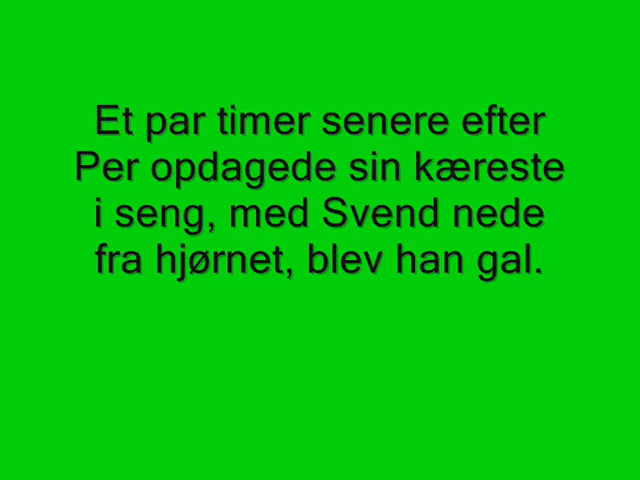 Et par timer senere efter
Per opdagede sin kæreste
i seng, med Svend nede
fra hjørnet, blev han gal.